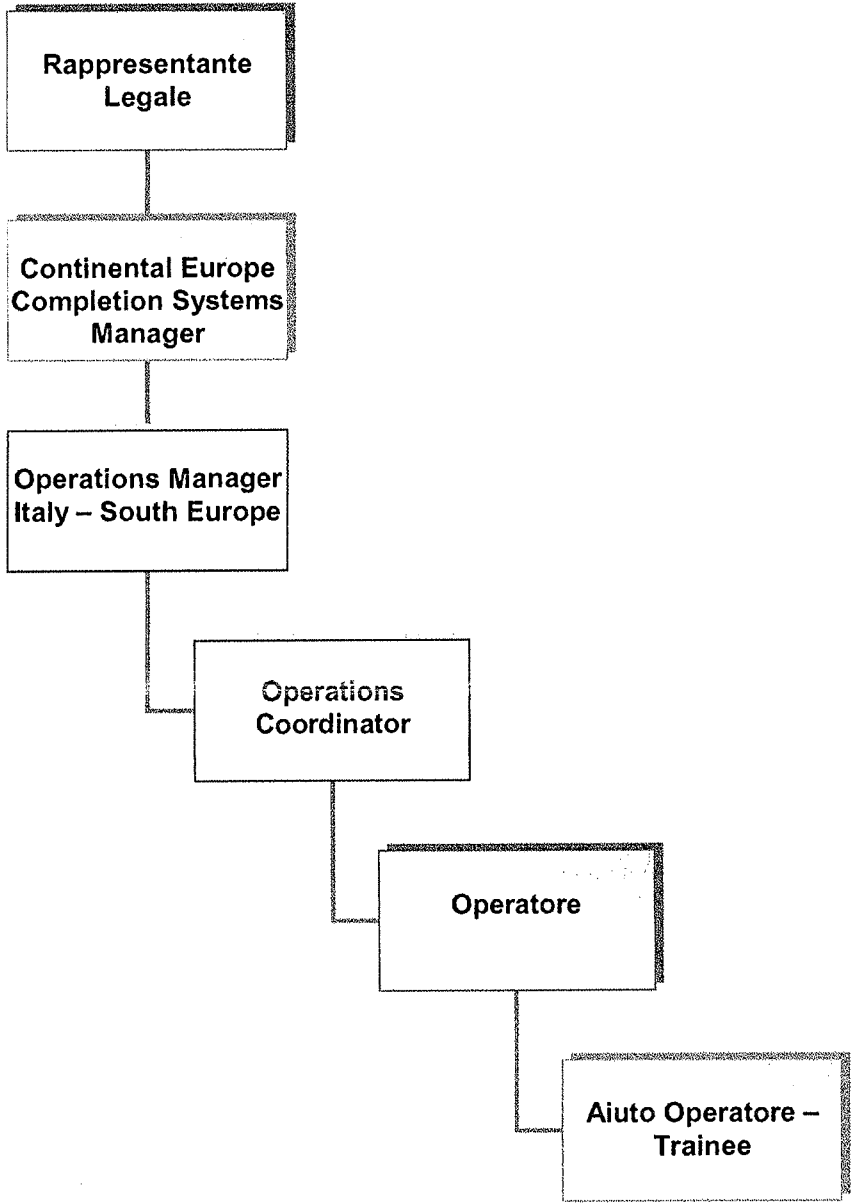 Rappresentante
Legale
Continental Europe
Completion Systems
Manager
Operations Manager
Italy – South Europe
Operations
Coordinator
Operatore
Aiuto Operatore –
Trainee